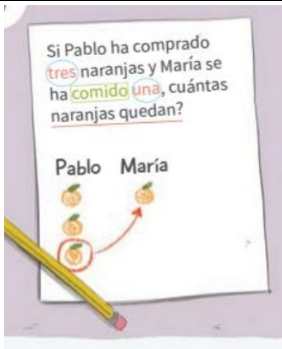 Si Pablo ha comprado
tres naranjas y María se
ha comido una, cuántas
naranjas quedan?
Pablo María